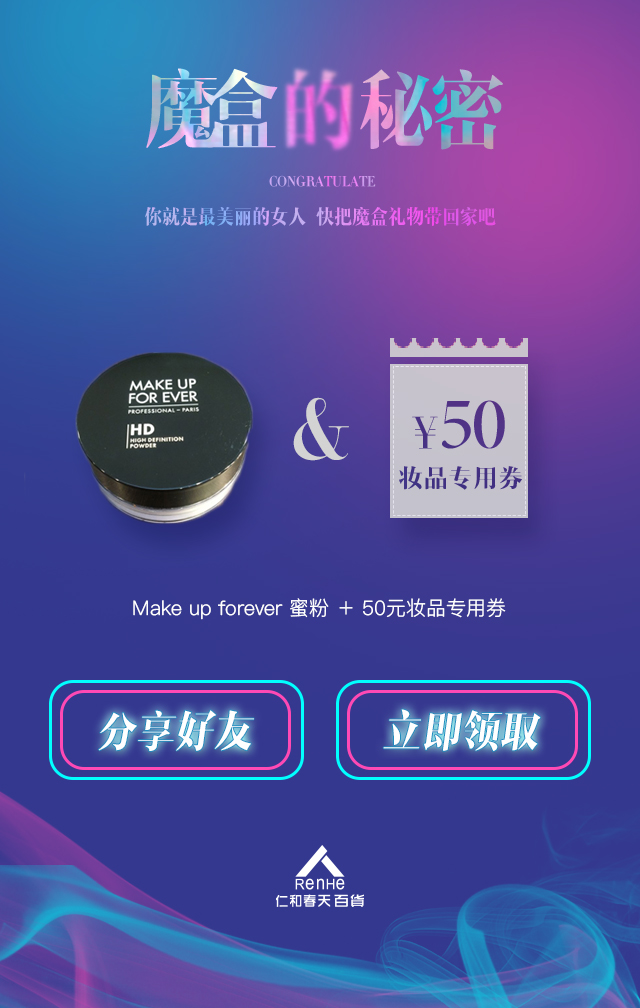 魔盒的秘密
CONGRATULATE
你就是最美丽的女人 快把魔盒礼物带回家吧
MAKE UP
FOR EVER
PROFESSIONAL – PARIS
HD
HIGH DEFINITION
POWDER
&
¥50
妆品专用券
Make up forever 蜜粉 + 50元妆品专用券
分享好友
立即领取
RENHE
仁和春天百貨